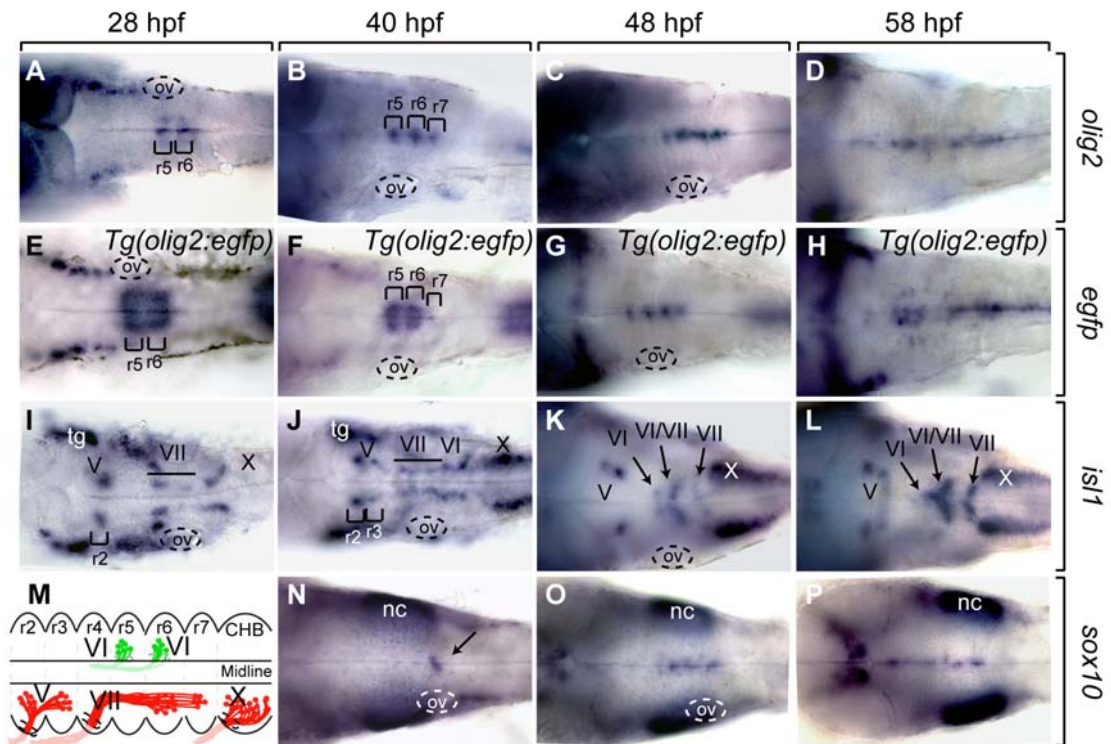 28 hpf 40 hpf 48 hpf 58 hpf
A ov r5 r6
B r5 r6 r7 ov
C ov
D
olig2
E Tg(olig2:egfp) ov r5 r6
F Tg(olig2:egfp) r5 r6 r7 ov
G Tg(olig2:egfp) ov
H Tg(olig2:egfp)
egfp
I tg V VII X r2 ov
J tg V VII VI X r2 r3 ov
K VI VI/VII VII V X ov
L VI VI/VII VII V X
isl1
M
r2 r3 r4 r5 r6 r7 CHB
VI VI
Midline
V VII X
N nc ov
O nc ov
P nc
sox10